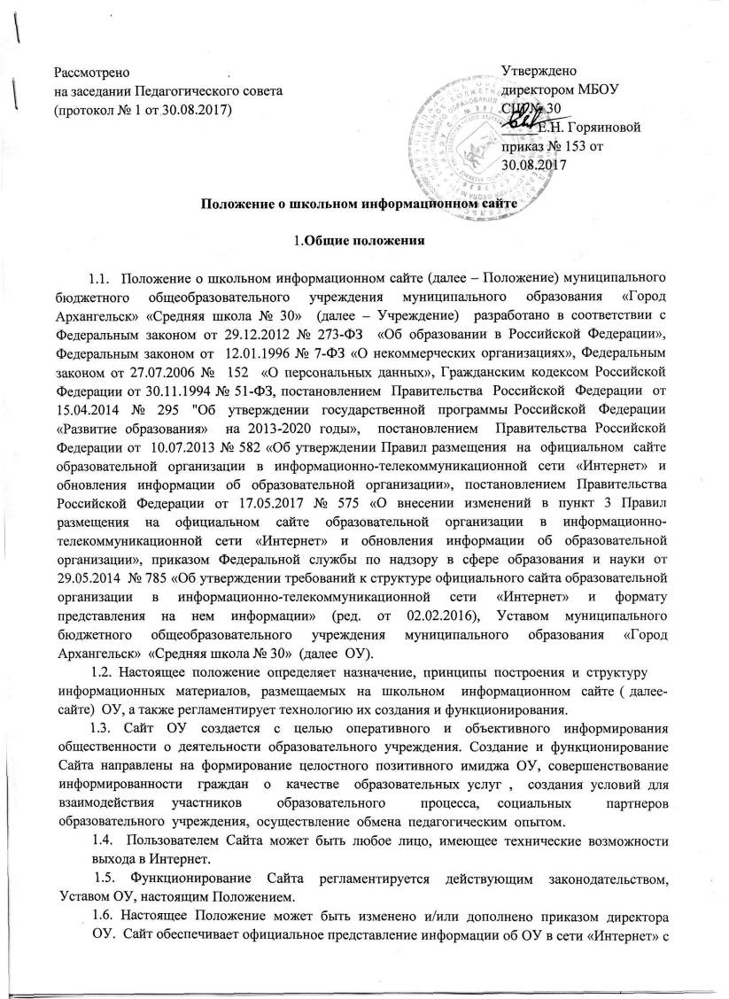 Рассмотрено
на заседании Педагогического совета
(протокол № 1 от 30.08.2017)
Утверждено
директором МБОУ
СШ № 30
Е.Н. Горяиновой
приказ № 153 от
30.08.2017
Положение о школьном информационном сайте
1.Общие положения
1.1. Положение о школьном информационном сайте (далее – Положение) муниципального
бюджетного общеобразовательного учреждения муниципального образования «Город
Архангельск» «Средняя школа № 30» (далее – Учреждение) разработано в соответствии с
Федеральным законом от 29.12.2012 № 273-ФЗ «Об образовании в Российской Федерации»,
Федеральным законом от 12.01.1996 № 7-ФЗ «О некоммерческих организациях», Федеральным
законом от 27.07.2006 № 152 «О персональных данных», Гражданским кодексом Российской
Федерации от 30.11.1994 № 51-ФЗ, постановлением Правительства Российской Федерации от
15.04.2014 № 295 "Об утверждении государственной программы Российской Федерации
«Развитие образования» на 2013-2020 годы», постановлением Правительства Российской
Федерации от 10.07.2013 № 582 «Об утверждении Правил размещения на официальном сайте
образовательной организации в информационно-телекоммуникационной сети «Интернет» и
обновления информации об образовательной организации», постановлением Правительства
Российской Федерации от 17.05.2017 № 575 «О внесении изменений в пункт 3 Правил
размещения на официальном сайте образовательной организации в информационно-
телекоммуникационной сети «Интернет» и обновления информации об образовательной
организации», приказом Федеральной службы по надзору в сфере образования и науки от
29.05.2014 № 785 «Об утверждении требований к структуре официального сайта образовательной
организации в информационно-телекоммуникационной сети «Интернет» и формату
представления на нем информации» (ред. от 02.02.2016), Уставом муниципального
бюджетного общеобразовательного учреждения муниципального образования «Город
Архангельск» «Средняя школа № 30» (далее ОУ).
1.2. Настоящее положение определяет назначение, принципы построения и структуру
информационных материалов, размещаемых на школьном информационном сайте ( далее-
сайте) ОУ, а также регламентирует технологию их создания и функционирования.
1.3. Сайт ОУ создается с целью оперативного и объективного информирования
общественности о деятельности образовательного учреждения. Создание и функционирование
Сайта направлены на формирование целостного позитивного имиджа ОУ, совершенствование
информированности граждан о качестве образовательных услуг , создания условий для
взаимодействия участников образовательного процесса, социальных партнеров
образовательного учреждения, осуществление обмена педагогическим опытом.
1.4. Пользователем Сайта может быть любое лицо, имеющее технические возможности
выхода в Интернет.
1.5. Функционирование Сайта регламентируется действующим законодательством,
Уставом ОУ, настоящим Положением.
1.6. Настоящее Положение может быть изменено и/или дополнено приказом директора
ОУ. Сайт обеспечивает официальное представление информации об ОУ в сети «Интернет» с